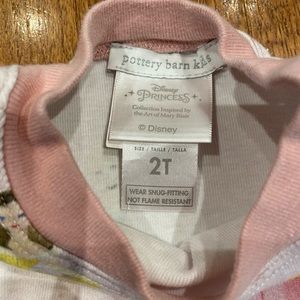 pottery barn kids
Disney
PRINCESS
Collection Inspired by
the Art of Mary Blair
© Disney
SIZE / TAILLE / TALLA
2T
WEAR SNUG-FITTING
NOT FLAME RESISTANT